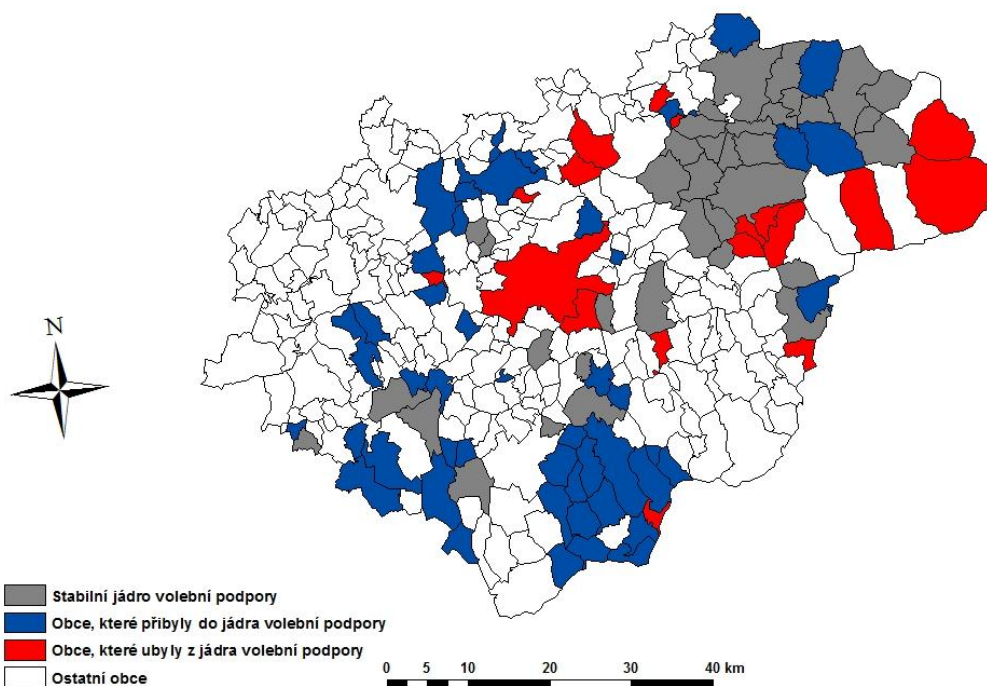 N
Stabilní jádro volební podpory
Obce, které přibyly do jádra volební podpory
Obce, které ubyly z jádra volební podpory
Ostatní obce
0 5 10 20 30 40 km